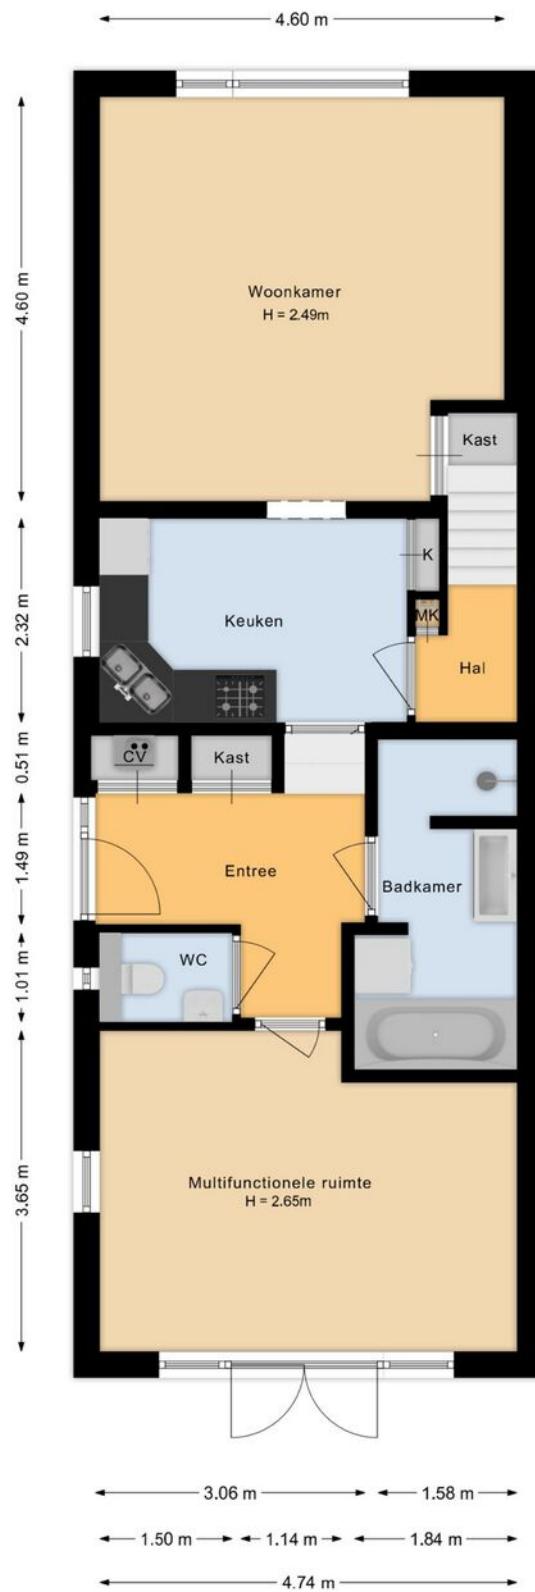 4.60 m
4.60 m
Woonkamer
H = 2.49m
Kast
K
2.32 m
Keuken
MK
Hal
0.51 m
CV
Kast
1.49 m
Entree
Badkamer
1.01 m
WC
3.65 m
Multifunctionele ruimte
H = 2.65m
3.06 m
1.58 m
1.50 m
1.14 m
1.84 m
4.74 m